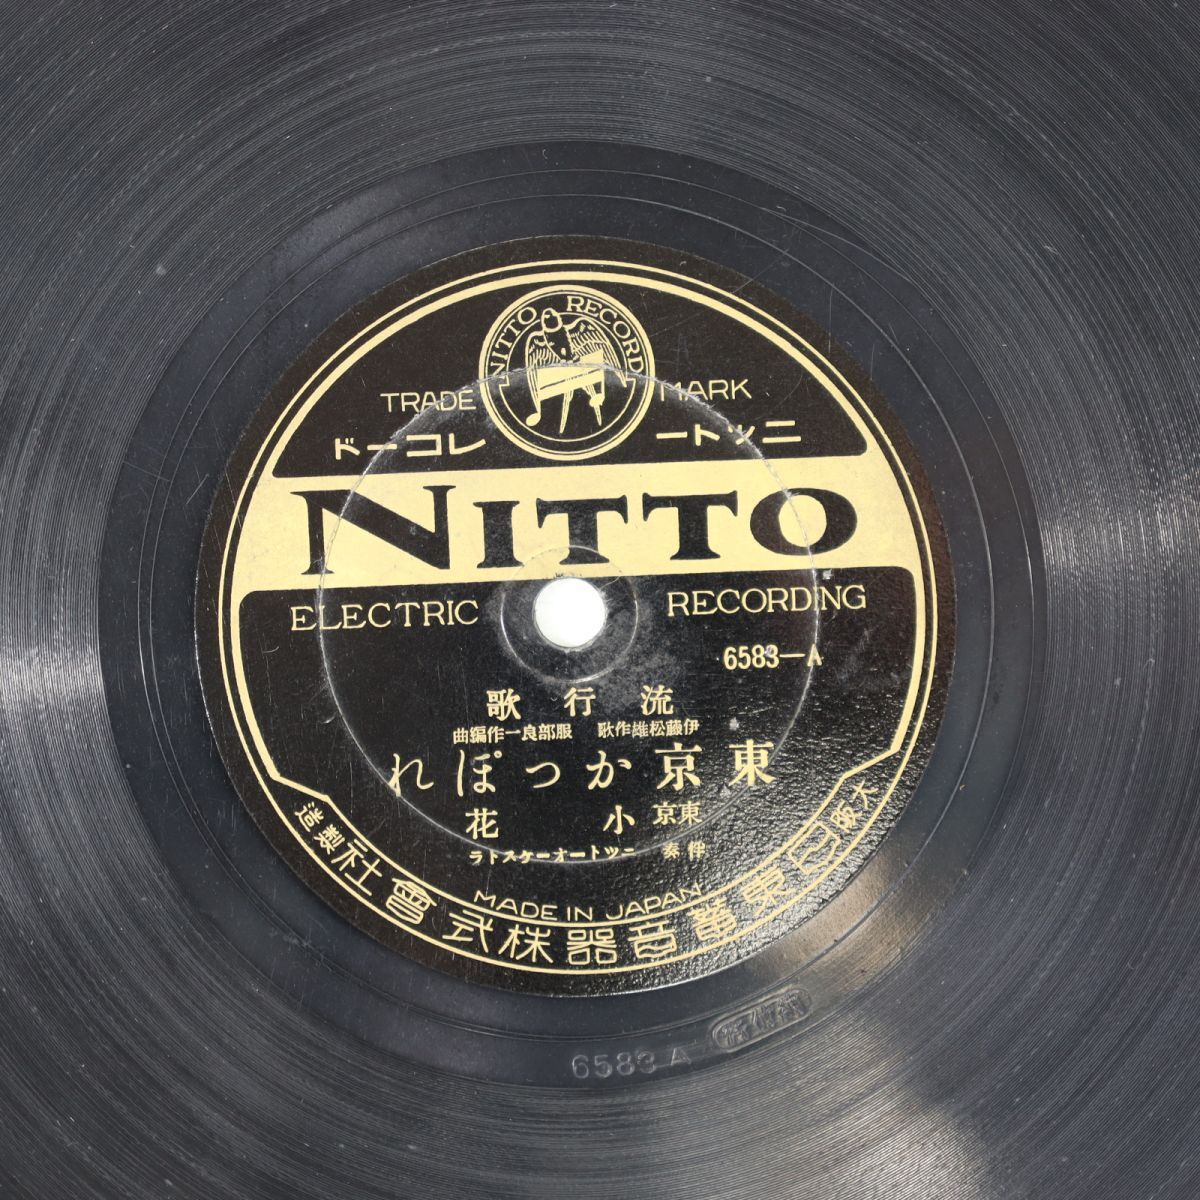 NITTO RECORD
TRADE MARK
ニットー レコード
NITTO
ELECTRIC RECORDING
6583-A
流行歌
伊藤松雄作歌 服部良一作編曲
東京かっぽれ
東京 小花
伴奏 ニットーオーケストラ
MADE IN JAPAN
大阪 日東蓄音器株式會社製造
6583 A